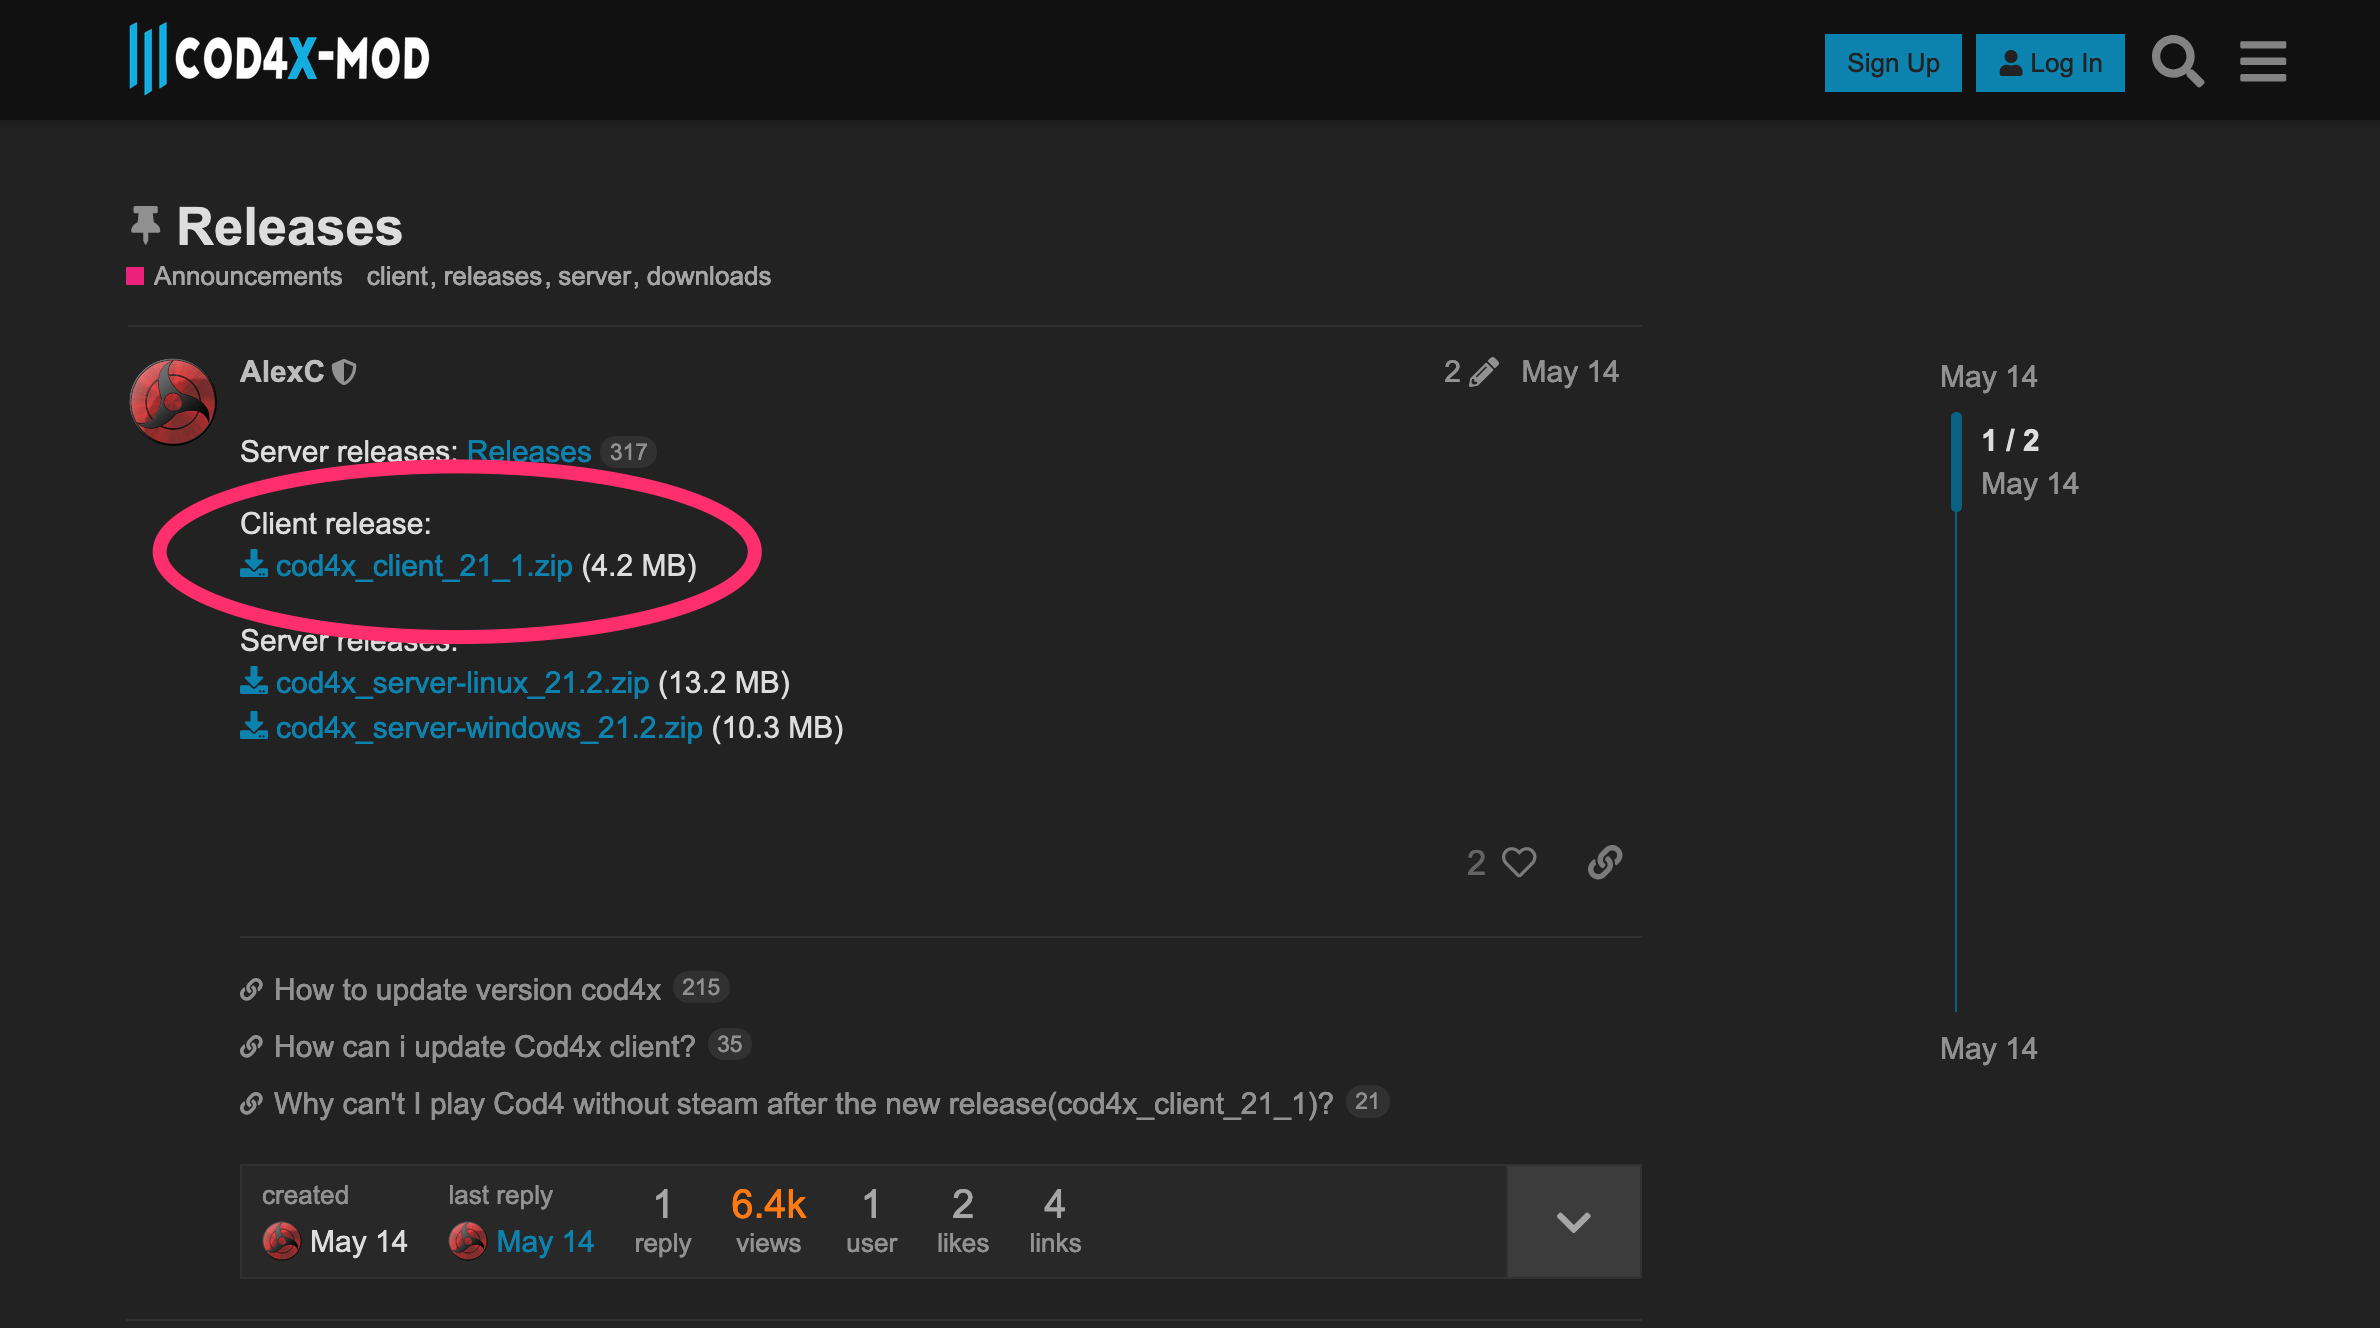 COD4X-MOD
Sign Up
Log In
Releases
Announcements client, releases, server, downloads
AlexC
2 May 14
Server releases: Releases 317
Client release:
cod4x_client_21_1.zip (4.2 MB)
Server releases:
cod4x_server-linux_21.2.zip (13.2 MB)
cod4x_server-windows_21.2.zip (10.3 MB)
2
How to update version cod4x 215
How can i update Cod4x client? 35
Why can't I play Cod4 without steam after the new release(cod4x_client_21_1)? 21
created
May 14
last reply
May 14
1
reply
6.4k
views
1
user
2
likes
4
links
May 14
1 / 2
May 14
May 14